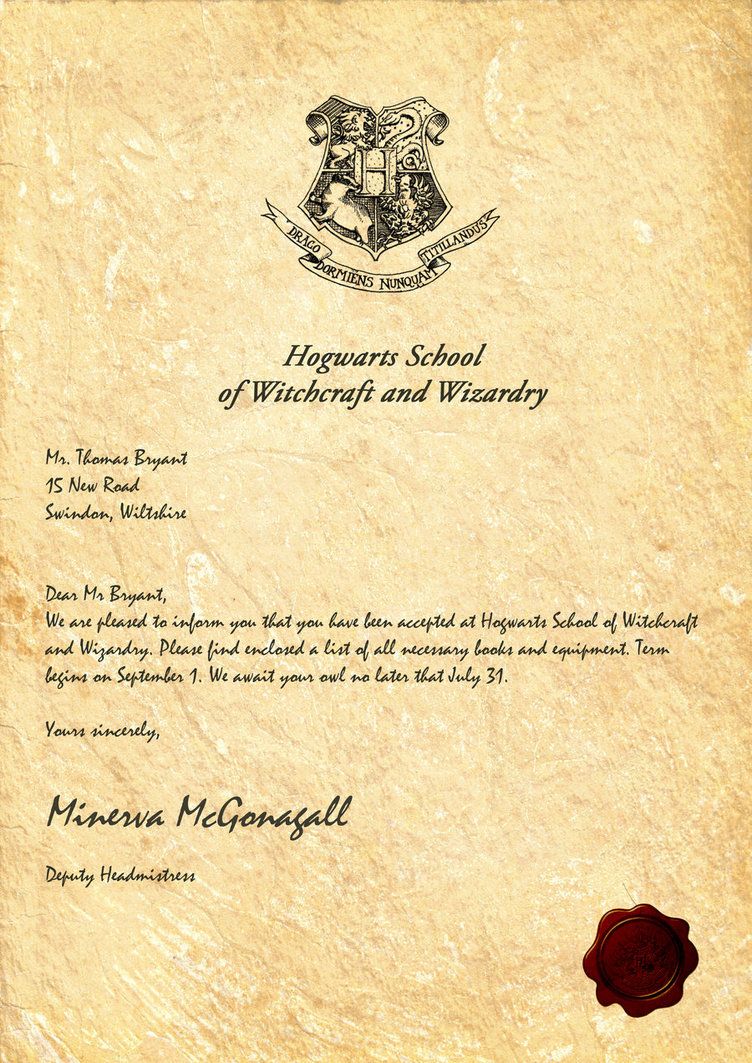 H
DRACO DORMIENS NUNQUAM TITILLANDUS
Hogwarts School
of Witchcraft and Wizardry
Mr. Thomas Bryant
15 New Road
Swindon, Wiltshire
Dear Mr Bryant,
We are pleased to inform you that you have been accepted at Hogwarts School of Witchcraft
and Wizardry. Please find enclosed a list of all necessary books and equipment. Term
begins on September 1. We await your owl no later that July 31.
Yours sincerely,
Minerva McGonagall
Deputy Headmistress